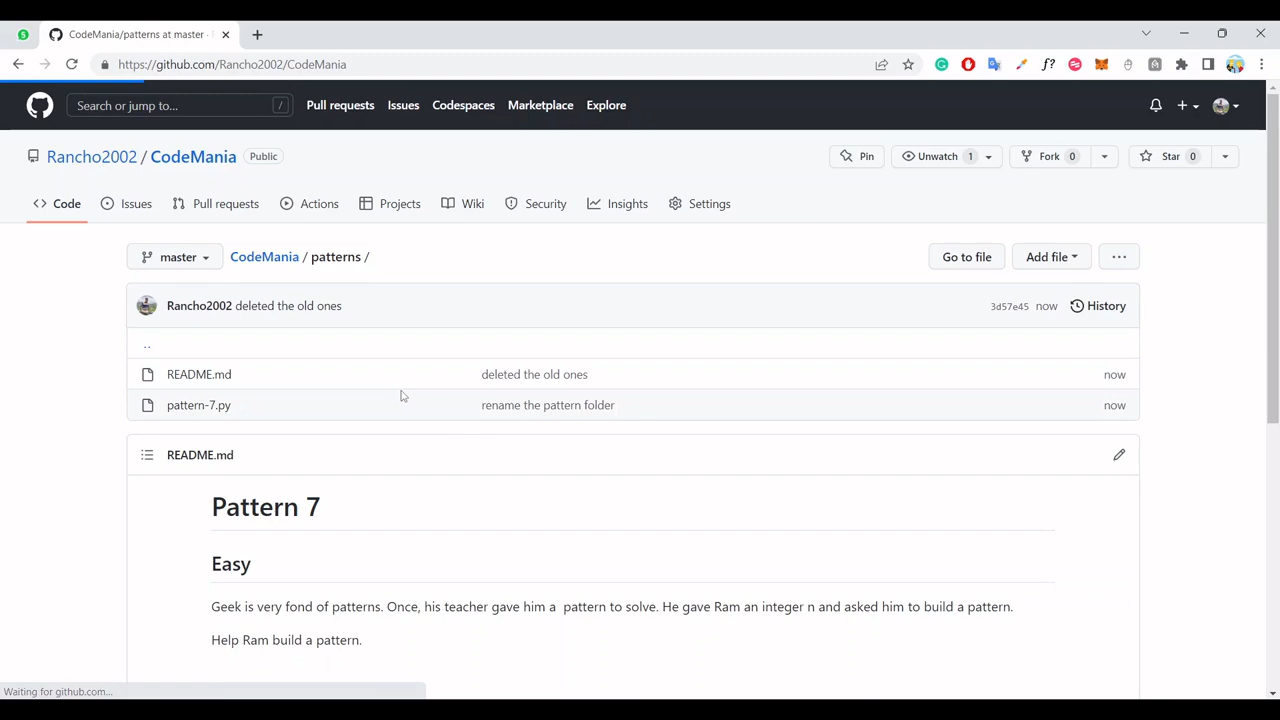 CodeMania/patterns at master ·
https://github.com/Rancho2002/CodeMania
Search or jump to... /
Pull requests Issues Codespaces Marketplace Explore
Rancho2002 / CodeMania Public
Pin Unwatch 1 Fork 0 Star 0
Code Issues Pull requests Actions Projects Wiki Security Insights Settings
master CodeMania / patterns / Go to file Add file ...
Rancho2002 deleted the old ones 3d57e45 now History
..
README.md deleted the old ones now
pattern-7.py rename the pattern folder now
README.md
Pattern 7
Easy
Geek is very fond of patterns. Once, his teacher gave him a pattern to solve. He gave Ram an integer n and asked him to build a pattern.
Help Ram build a pattern.
Waiting for github.com...